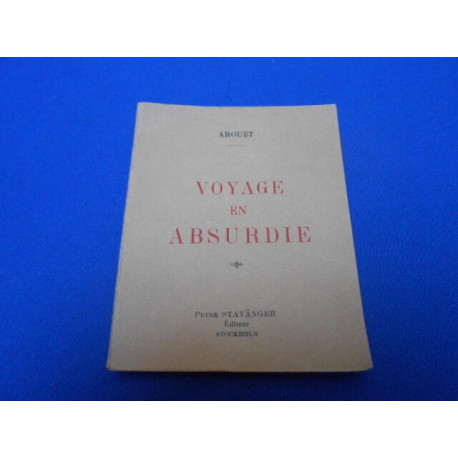 AROUET
VOYAGE
EN
ABSURDIE
PETER STAVÄNGER
Éditeur
STOCKHOLM